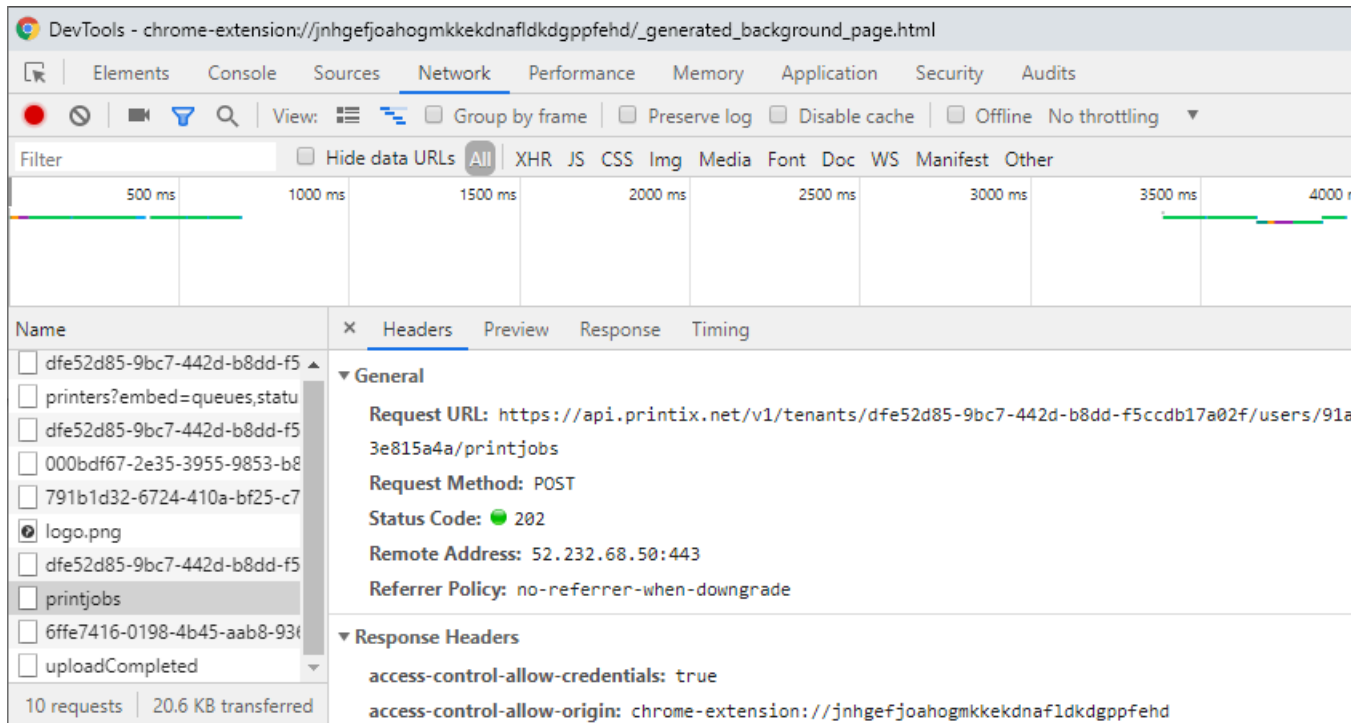 DevTools - chrome-extension://jnhgefjoahogmkkekdnafldkdgppfehd/_generated_background_page.html
Elements Console Sources Network Performance Memory Application Security Audits
View: Group by frame Preserve log Disable cache Offline No throttling
Filter Hide data URLs All XHR JS CSS Img Media Font Doc WS Manifest Other
500 ms 1000 ms 1500 ms 2000 ms 2500 ms 3000 ms 3500 ms 4000 m
Name
dfe52d85-9bc7-442d-b8dd-f5
printers?embed=queues,statu
dfe52d85-9bc7-442d-b8dd-f5
000bdf67-2e35-3955-9853-b8
791b1d32-6724-410a-bf25-c7
logo.png
dfe52d85-9bc7-442d-b8dd-f5
printjobs
6ffe7416-0198-4b45-aab8-936
uploadCompleted
10 requests 20.6 KB transferred
× Headers Preview Response Timing
General
Request URL: https://api.printix.net/v1/tenants/dfe52d85-9bc7-442d-b8dd-f5ccdb17a02f/users/91a
3e815a4a/printjobs
Request Method: POST
Status Code: 202
Remote Address: 52.232.68.50:443
Referrer Policy: no-referrer-when-downgrade
Response Headers
access-control-allow-credentials: true
access-control-allow-origin: chrome-extension://jnhgefjoahogmkkekdnafldkdgppfehd